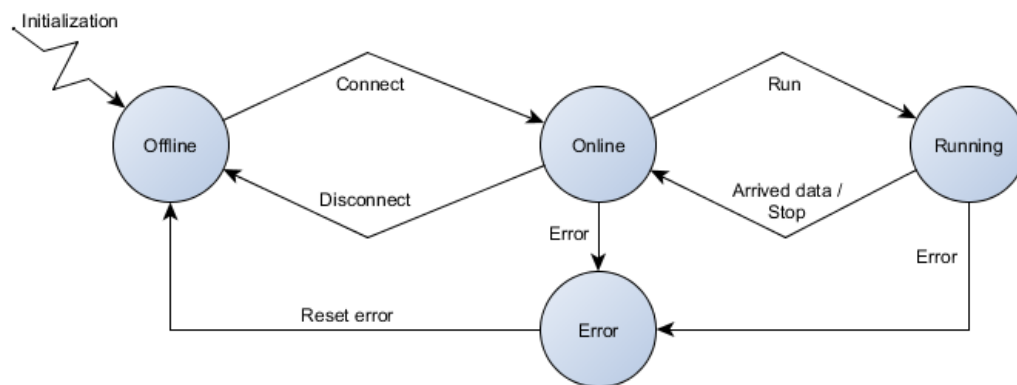 Initialization
Connect
Run
Offline
Online
Running
Disconnect
Arrived data /
Stop
Error
Error
Reset error
Error